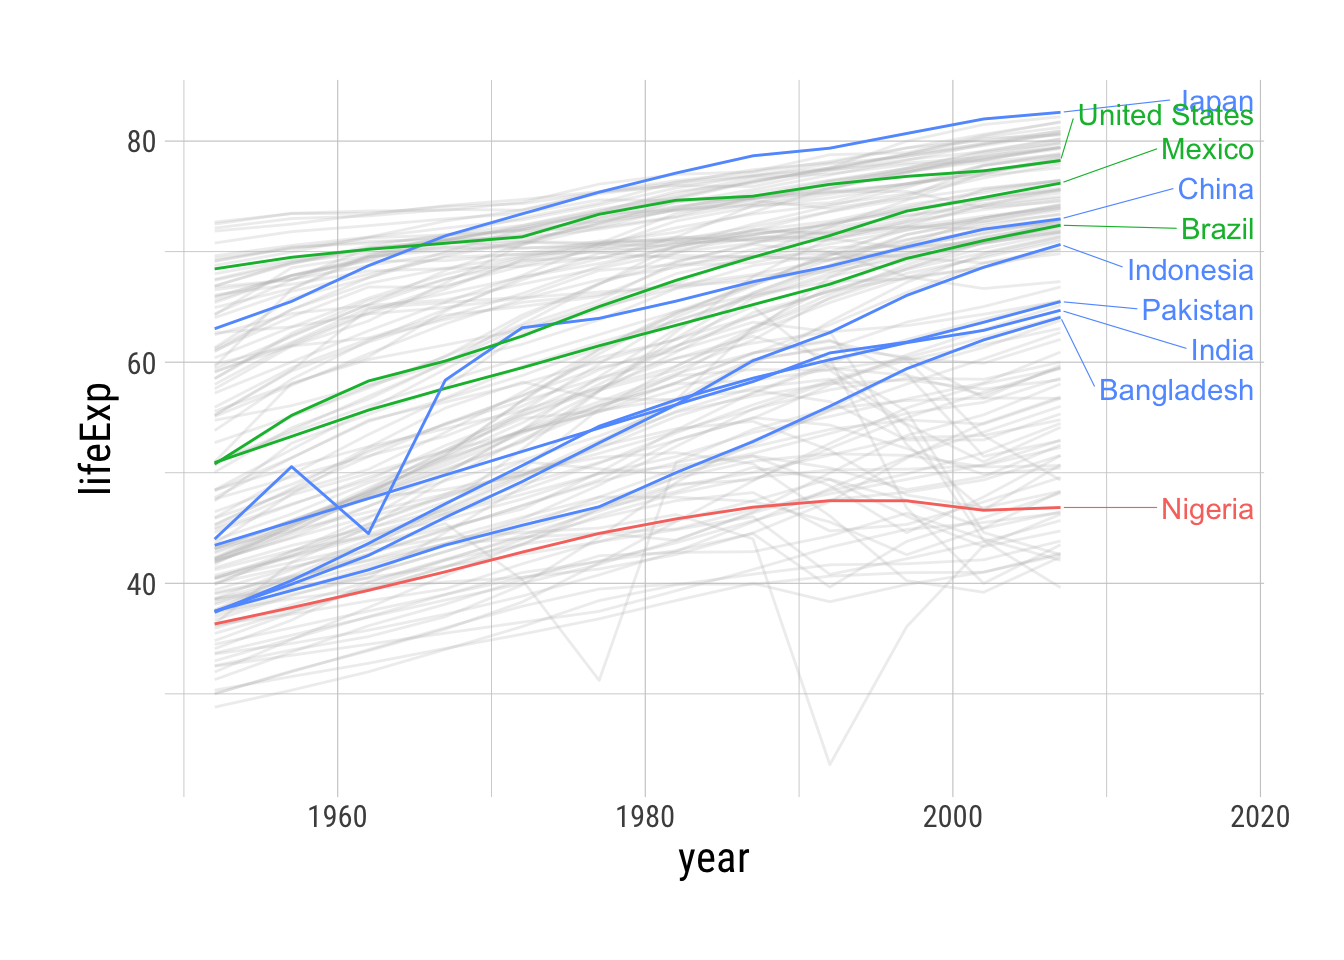 Japan
United States
Mexico
China
Brazil
Indonesia
Pakistan
India
Bangladesh
Nigeria
80
60
40
lifeExp
1960 1980 2000 2020
year